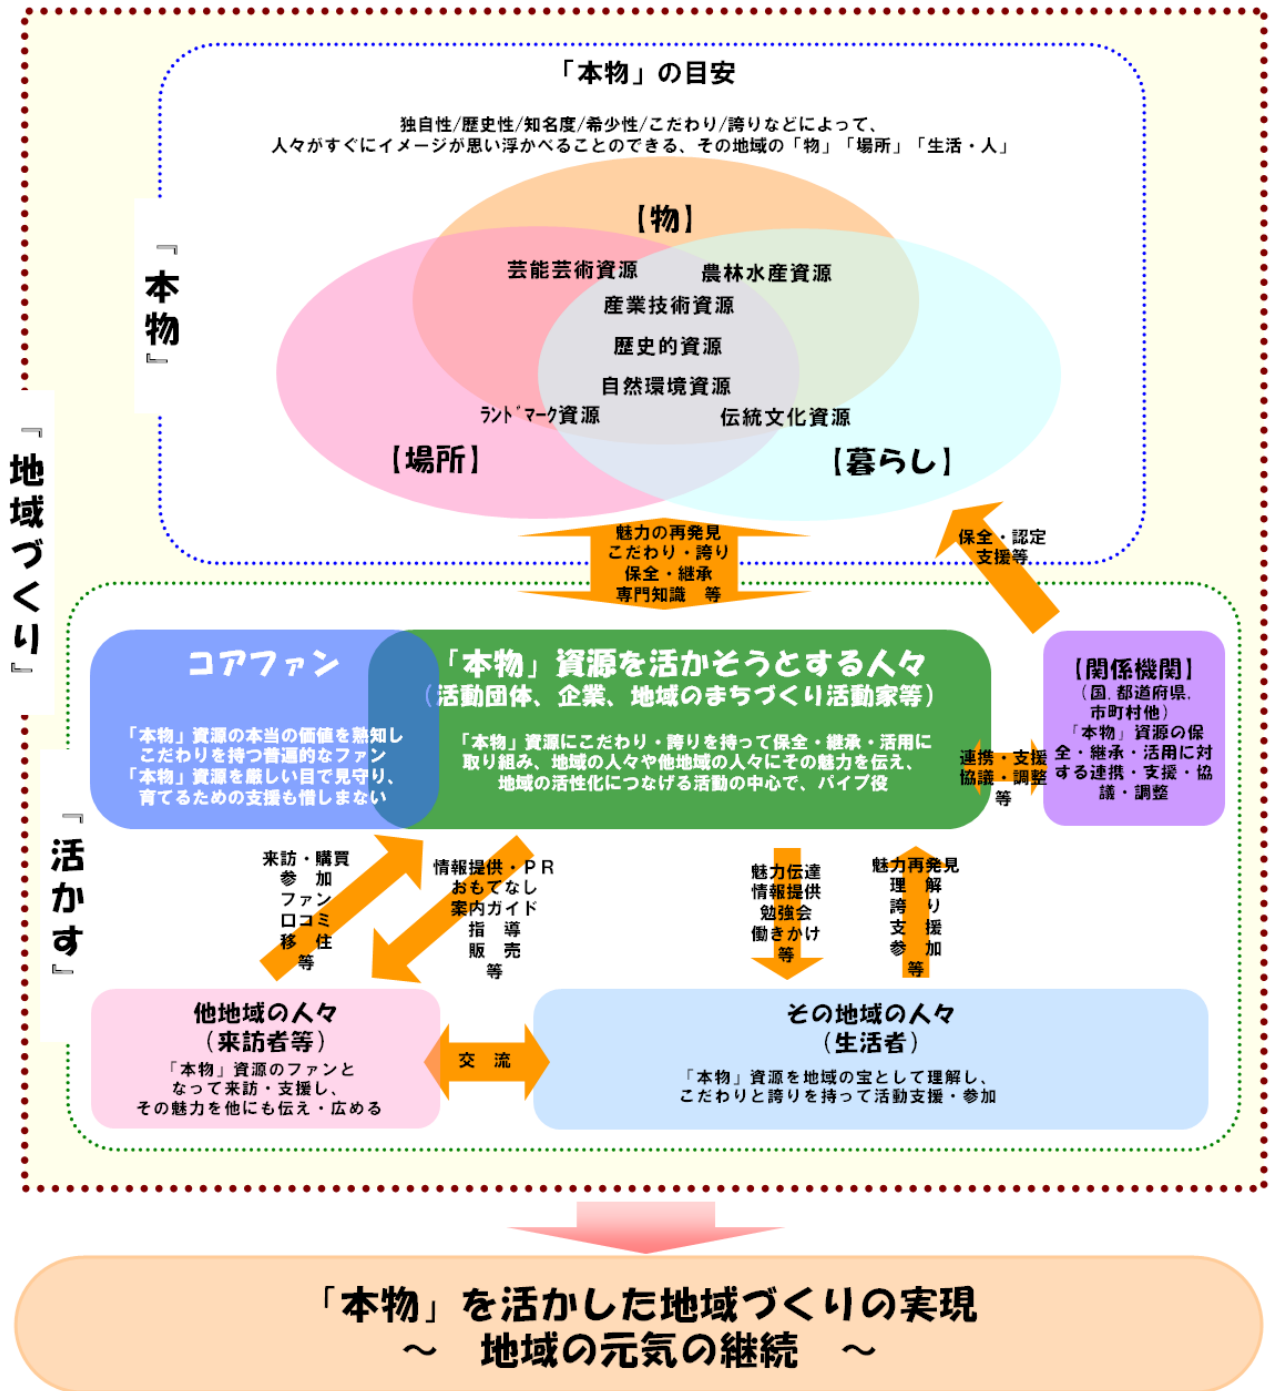 「本物」の目安
独自性/歴史性/知名度/希少性/こだわり/誇りなどによって、
人々がすぐにイメージが思い浮かべることのできる、その地域の「物」「場所」「生活・人」
【物】
芸能芸術資源
農林水産資源
産業技術資源
歴史的資源
自然環境資源
ﾗﾝﾄﾞﾏｰｸ資源
伝統文化資源
【場所】
【暮らし】
『本物』
『地域づくり』
『活かす』
魅力の再発見
こだわり・誇り
保全・継承
専門知識　等
保全・認定
支援等
コアファン
「本物」資源の本当の価値を熟知し
こだわりを持つ普遍的なファン
「本物」資源を厳しい目で見守り、
育てるための支援も惜しまない
「本物」資源を活かそうとする人々
（活動団体、企業、地域のまちづくり活動家等）
「本物」資源にこだわり・誇りを持って保全・継承・活用に
取り組み、地域の人々や他地域の人々にその魅力を伝え、
地域の活性化につなげる活動の中心で、パイプ役
連携・支援
協議・調整
等
【関係機関】
（国、都道府県、
市町村他）
「本物」資源の保
全・継承・活用に対
する連携・支援・協
議・調整
来訪・購買
参　加
ファン
口コミ
移　住
等
情報提供・ＰＲ
おもてなし
案内ガイド
指　導
販　売
等
魅力伝達
情報提供
勉強会
働きかけ
等
魅力再発見
理　解
誇　り
支　援
参　加
等
他地域の人々
（来訪者等）
「本物」資源のファンと
なって来訪・支援し、
その魅力を他にも伝え・広める
交　流
その地域の人々
（生活者）
「本物」資源を地域の宝として理解し、
こだわりと誇りを持って活動支援・参加
「本物」を活かした地域づくりの実現
～　地域の元気の継続　～